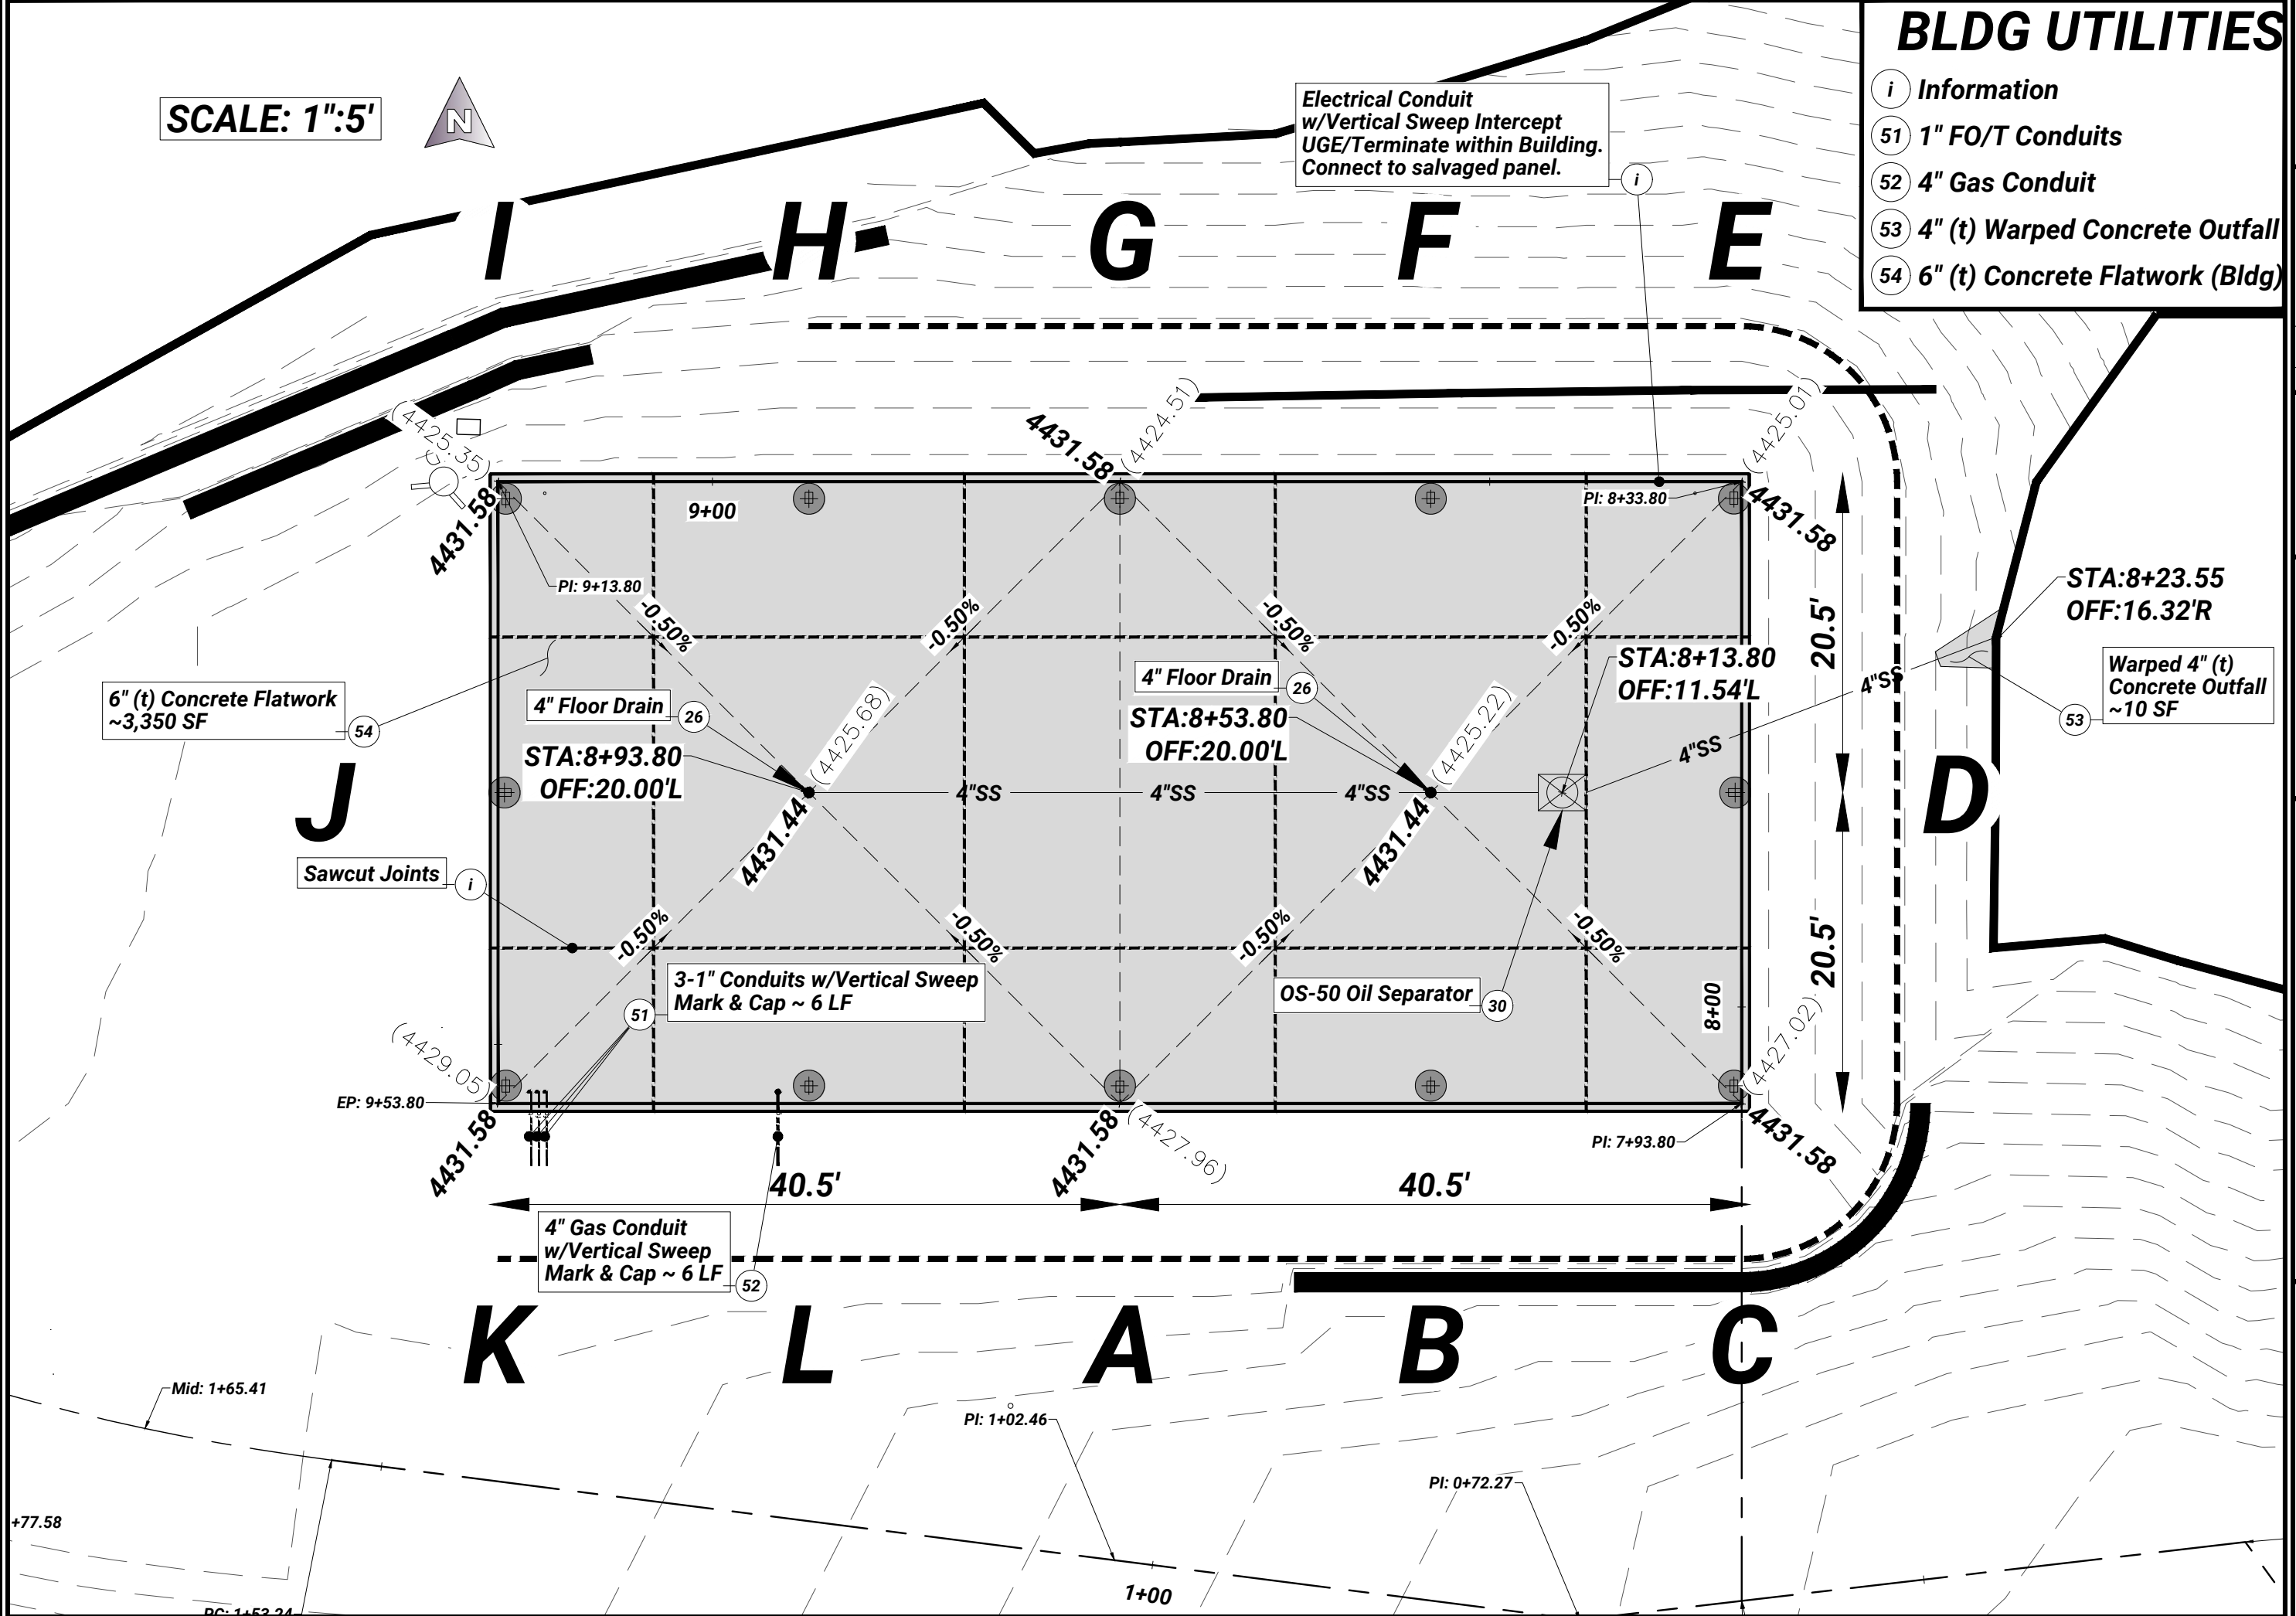 BLDG UTILITIES
i Information
51 1" FO/T Conduits
52 4" Gas Conduit
53 4" (t) Warped Concrete Outfall
54 6" (t) Concrete Flatwork (Bldg)
SCALE: 1":5'
N
Electrical Conduit
w/Vertical Sweep Intercept
UGE/Terminate within Building.
Connect to salvaged panel.
i
I
H
G
F
E
(4425.35)
4431.58
(4424.51)
(4425.01)
4431.58
9+00
PI: 8+33.80
4431.58
PI: 9+13.80
-0.50%
-0.50%
-0.50%
-0.50%
20.5'
STA:8+23.55
OFF:16.32'R
6" (t) Concrete Flatwork
~3,350 SF
54
4" Floor Drain
26
STA:8+93.80
OFF:20.00'L
(4425.68)
4" Floor Drain
26
STA:8+53.80
OFF:20.00'L
(4425.22)
STA:8+13.80
OFF:11.54'L
4"SS
4"SS
Warped 4" (t)
Concrete Outfall
~10 SF
53
J
4431.44
4"SS
4"SS
4"SS
4431.44
D
Sawcut Joints
i
-0.50%
-0.50%
-0.50%
-0.50%
20.5'
3-1" Conduits w/Vertical Sweep
Mark & Cap ~ 6 LF
51
OS-50 Oil Separator
30
8+00
(4429.05)
(4427.02)
EP: 9+53.80
4431.58
4431.58
(4427.96)
PI: 7+93.80
4431.58
40.5'
40.5'
4" Gas Conduit
w/Vertical Sweep
Mark & Cap ~ 6 LF
52
K
L
A
B
C
Mid: 1+65.41
PI: 1+02.46
PI: 0+72.27
+77.58
1+00
PC: 1+53.24